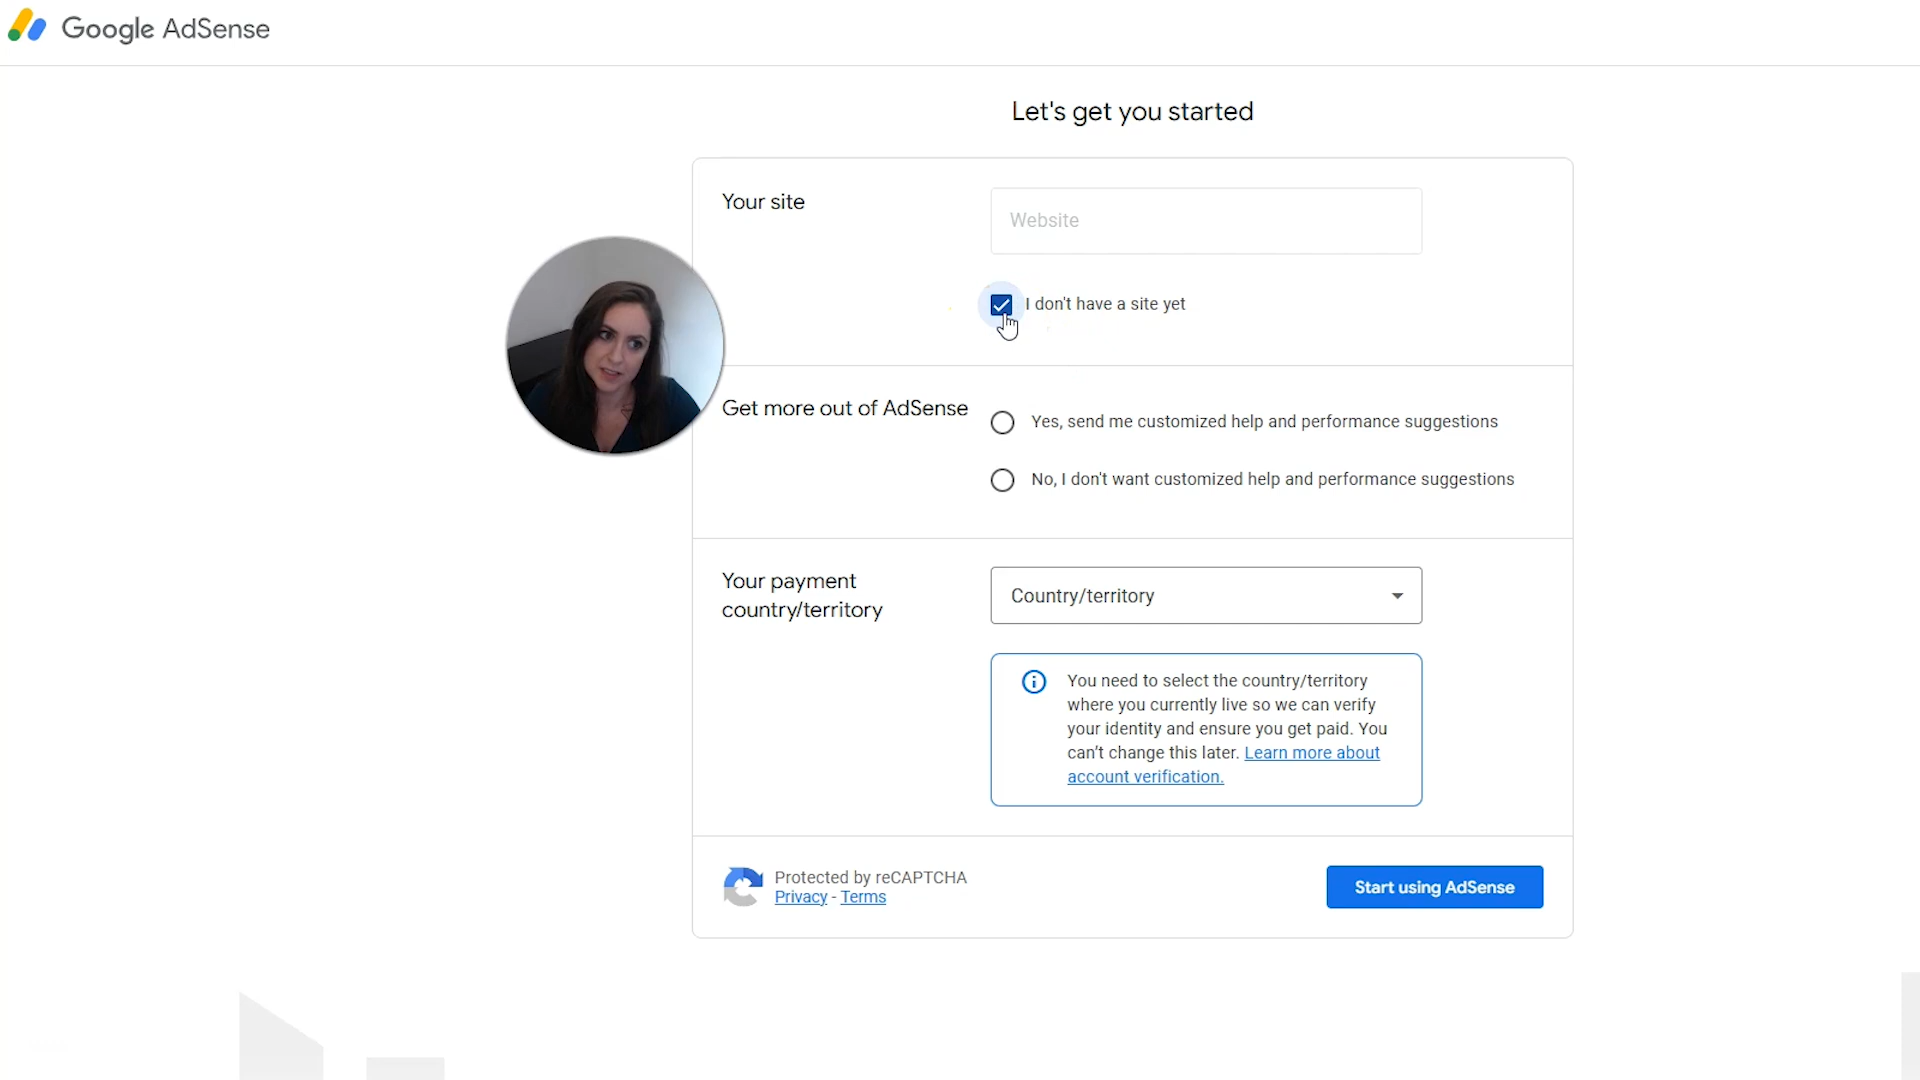 Google AdSense
Let's get you started
Your site
Website
I don't have a site yet
Get more out of AdSense
Yes, send me customized help and performance suggestions
No, I don't want customized help and performance suggestions
Your payment
country/territory
Country/territory
You need to select the country/territory
where you currently live so we can verify
your identity and ensure you get paid. You
can't change this later. Learn more about
account verification.
Protected by reCAPTCHA
Privacy - Terms
Start using AdSense